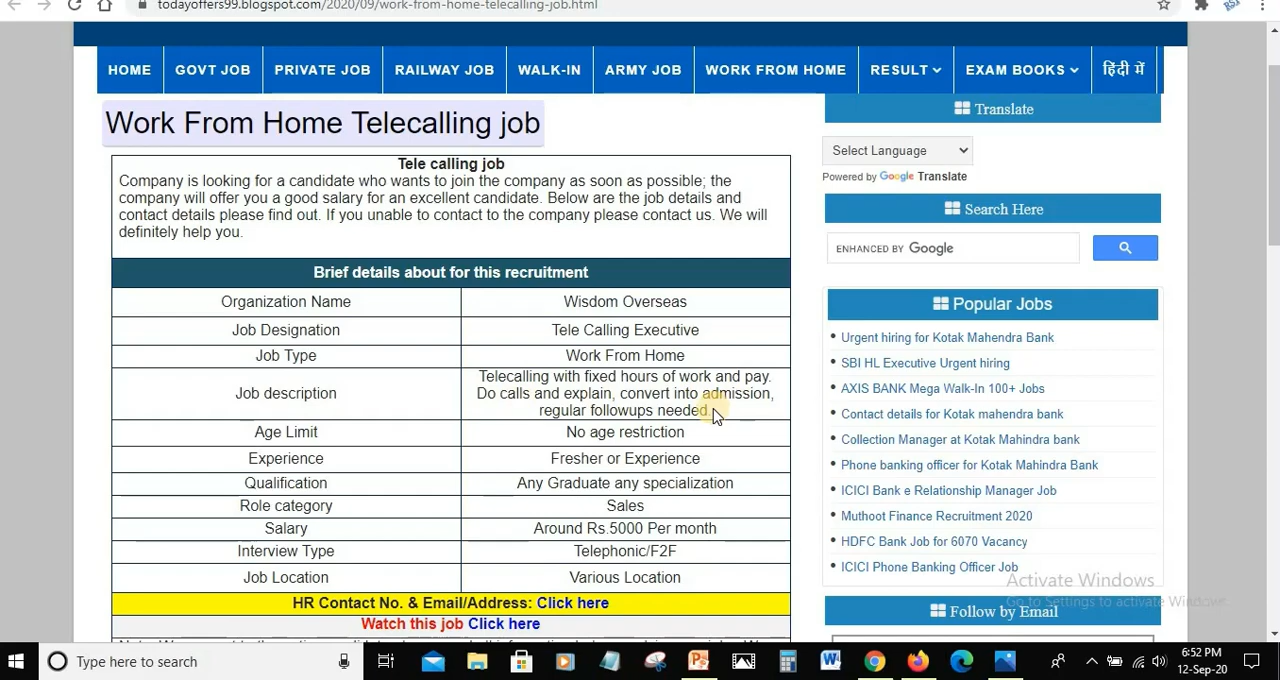 todayoffers99.blogspot.com/2020/09/work-from-home-telecalling-job.html
HOME GOVT JOB PRIVATE JOB RAILWAY JOB WALK-IN ARMY JOB WORK FROM HOME RESULT EXAM BOOKS हिंदी में
Work From Home Telecalling job
Tele calling job
Company is looking for a candidate who wants to join the company as soon as possible; the
company will offer you a good salary for an excellent candidate. Below are the job details and
contact details please find out. If you unable to contact to the company please contact us. We will
definitely help you.
Brief details about for this recruitment
Organization Name Wisdom Overseas
Job Designation Tele Calling Executive
Job Type Work From Home
Job description Telecalling with fixed hours of work and pay.
Do calls and explain, convert into admission,
regular followups needed.
Age Limit No age restriction
Experience Fresher or Experience
Qualification Any Graduate any specialization
Role category Sales
Salary Around Rs.5000 Per month
Interview Type Telephonic/F2F
Job Location Various Location
HR Contact No. & Email/Address: Click here
Watch this job Click here
Translate
Select Language
Powered by Google Translate
Search Here
ENHANCED BY Google
Popular Jobs
Urgent hiring for Kotak Mahendra Bank
SBI HL Executive Urgent hiring
AXIS BANK Mega Walk-In 100+ Jobs
Contact details for Kotak mahendra bank
Collection Manager at Kotak Mahindra bank
Phone banking officer for Kotak Mahindra Bank
ICICI Bank e Relationship Manager Job
Muthoot Finance Recruitment 2020
HDFC Bank Job for 6070 Vacancy
ICICI Phone Banking Officer Job
Activate Windows
Go to Settings to activate Windows.
Follow by Email
Type here to search
6:52 PM
12-Sep-20